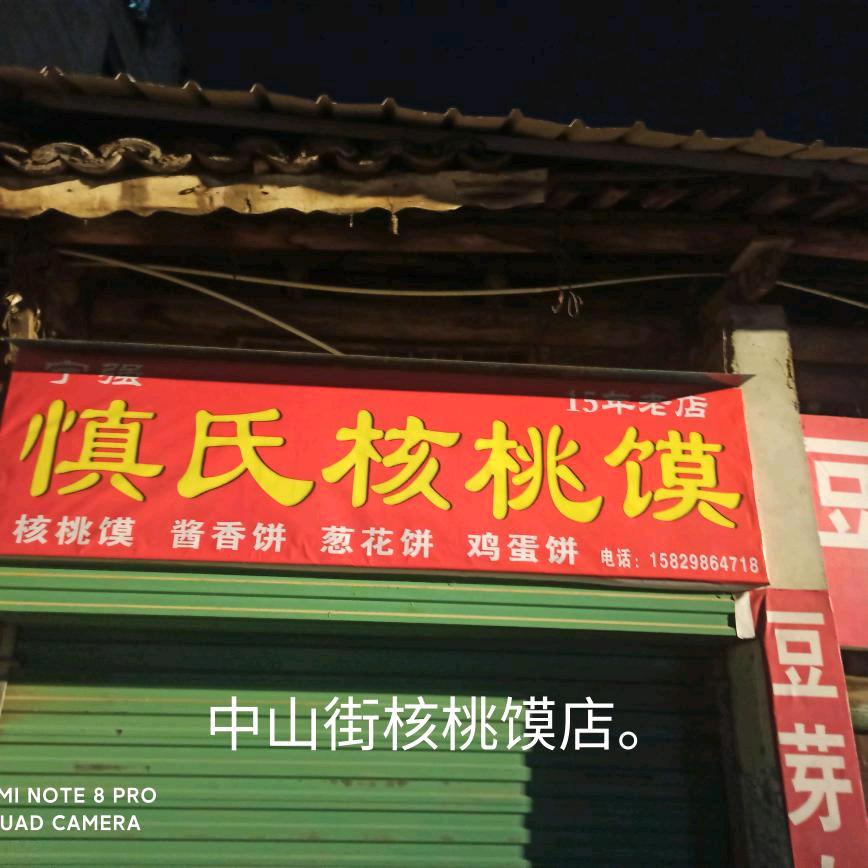 宁强
15年老店
慎氏核桃馍
核桃馍 酱香饼 葱花饼 鸡蛋饼 电话：15829864718
豆
豆芽
中山街核桃馍店。
MI NOTE 8 PRO
QUAD CAMERA